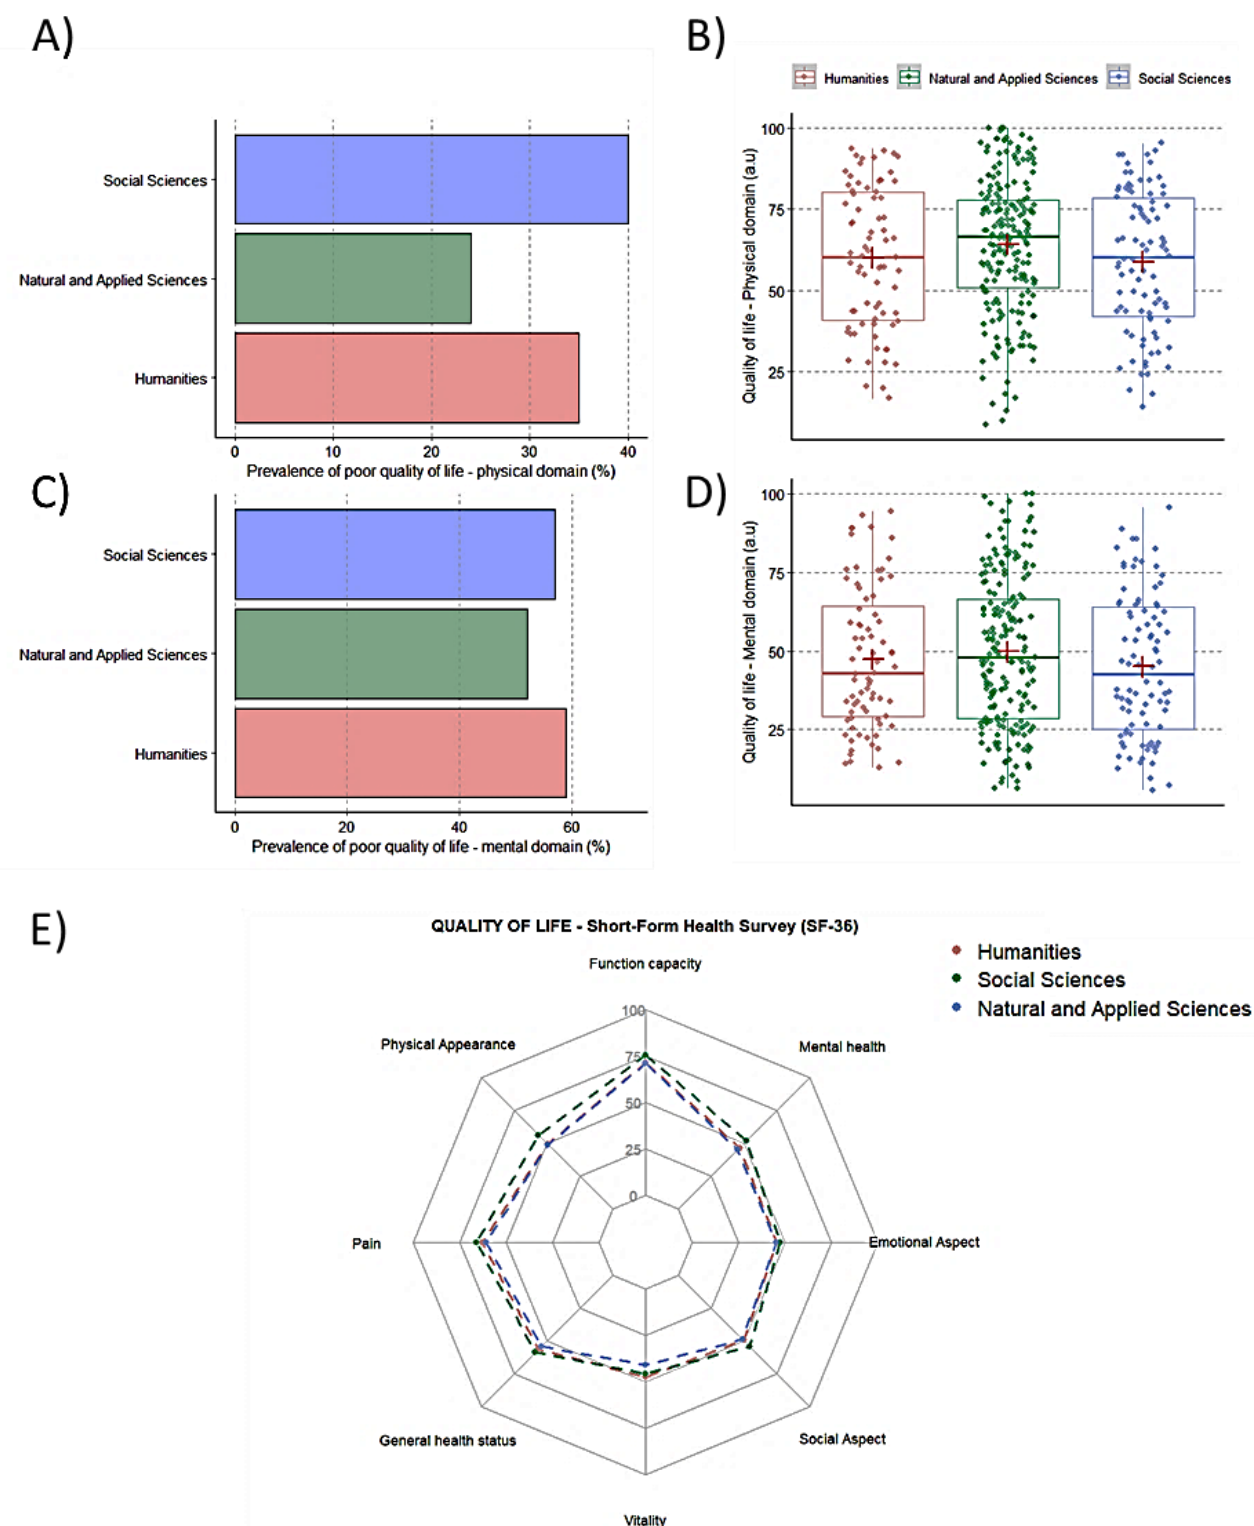 A)
Social Sciences
Natural and Applied Sciences
Humanities
0 10 20 30 40
Prevalence of poor quality of life - physical domain (%)
B)
Humanities Natural and Applied Sciences Social Sciences
Quality of life - Physical domain (a.u)
100
75
50
25
C)
Social Sciences
Natural and Applied Sciences
Humanities
0 20 40 60
Prevalence of poor quality of life - mental domain (%)
D)
Quality of life - Mental domain (a.u)
100
75
50
25
E)
QUALITY OF LIFE - Short-Form Health Survey (SF-36)
Humanities
Social Sciences
Natural and Applied Sciences
Function capacity
Physical Appearance
Mental health
100
75
50
25
0
Pain
Emotional Aspect
General health status
Social Aspect
Vitality